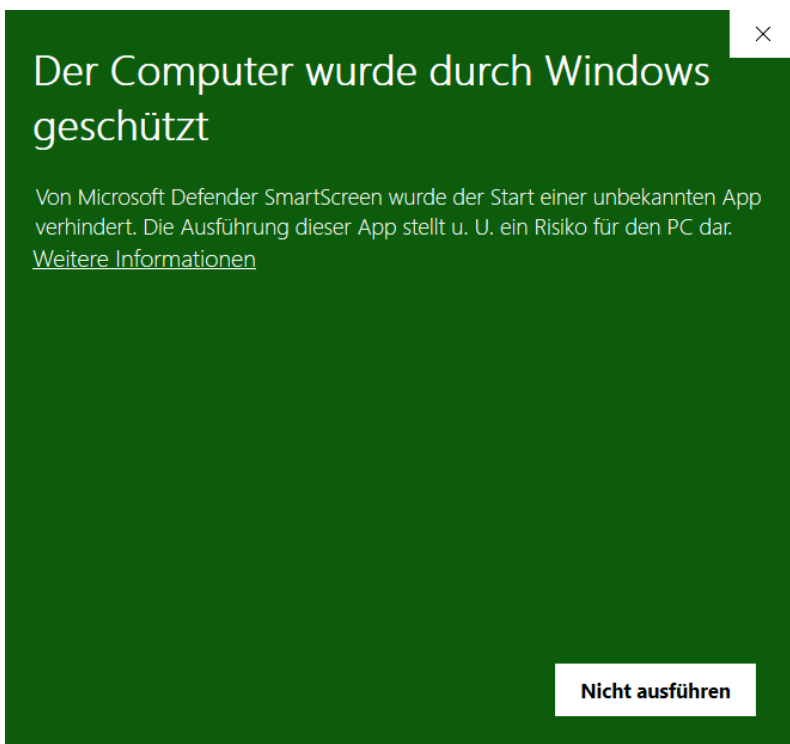 Der Computer wurde durch Windows
geschützt
Von Microsoft Defender SmartScreen wurde der Start einer unbekannten App
verhindert. Die Ausführung dieser App stellt u. U. ein Risiko für den PC dar.
Weitere Informationen
Nicht ausführen